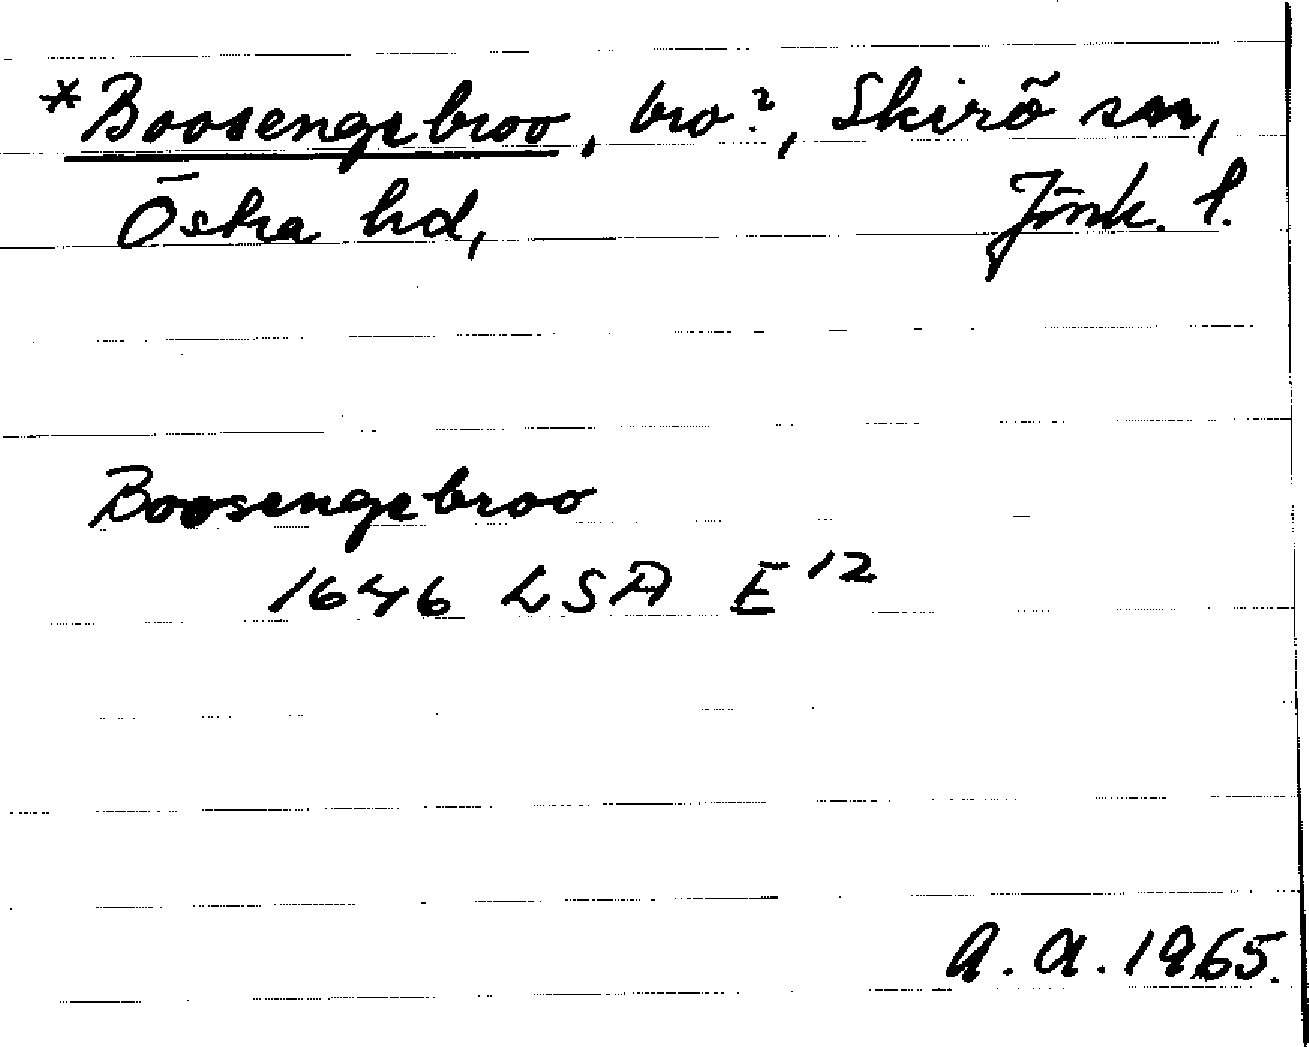 *Boosengebroo, bro?, Skirö sn,
Östra hd, Jönk. l.
Boosengebroo
1646 LSA E 12
A. A. 1965.